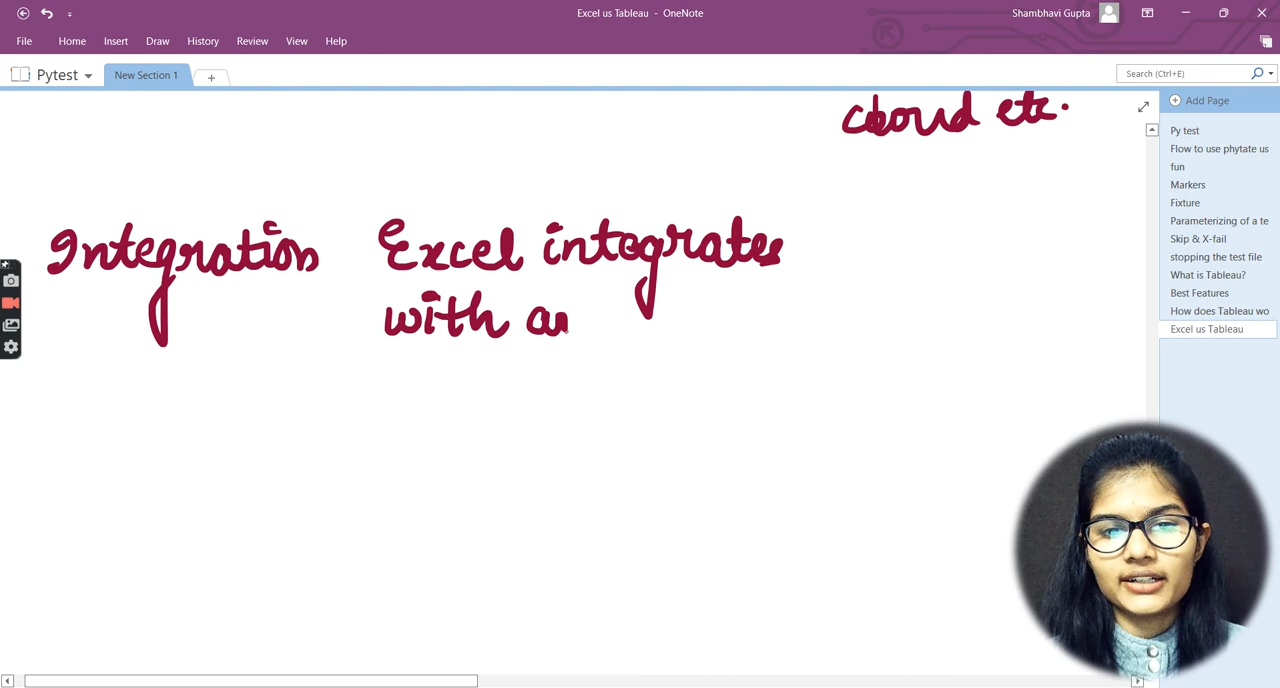 Excel us Tableau - OneNote
Shambhavi Gupta
File Home Insert Draw History Review View Help
Pytest
New Section 1
Search (Ctrl+E)
cloud etc.
Add Page
Py test
Flow to use phytate us
fun
Markers
Fixture
Parameterizing of a te
Skip & X-fail
stopping the test file
What is Tableau?
Best Features
How does Tableau wo
Excel us Tableau
Integration Excel integrates
with an